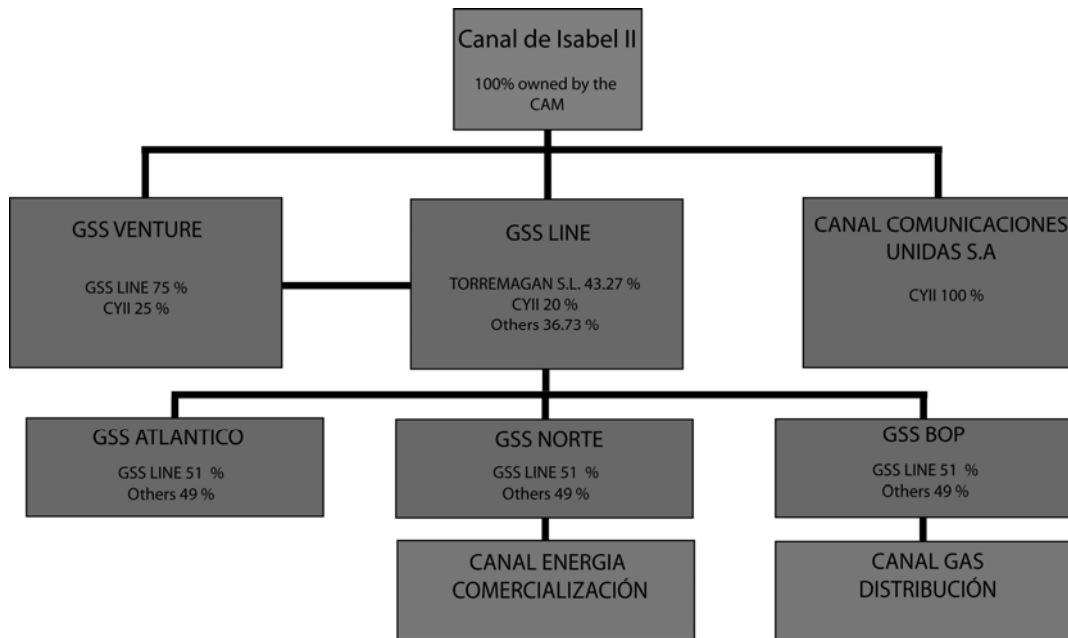 Canal de Isabel II
100% owned by the
CAM
GSS VENTURE
GSS LINE 75 %
CYII 25 %
GSS LINE
TORREMAGAN S.L. 43.27 %
CYII 20 %
Others 36.73 %
CANAL COMUNICACIONES
UNIDAS S.A
CYII 100 %
GSS ATLANTICO
GSS LINE 51 %
Others 49 %
GSS NORTE
GSS LINE 51 %
Others 49 %
GSS BOP
GSS LINE 51 %
Others 49 %
CANAL ENERGIA
COMERCIALIZACIÓN
CANAL GAS
DISTRIBUCIÓN